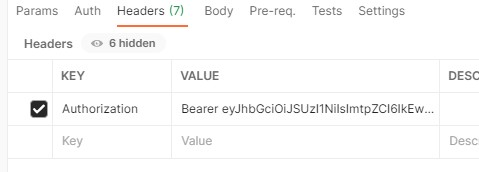 Params Auth Headers (7) Body Pre-req. Tests Settings
Headers 6 hidden
KEY VALUE DESC
Authorization Bearer eyJhbGciOiJSUzI1NiIsImtpZCI6IkEw...
Key Value Desc